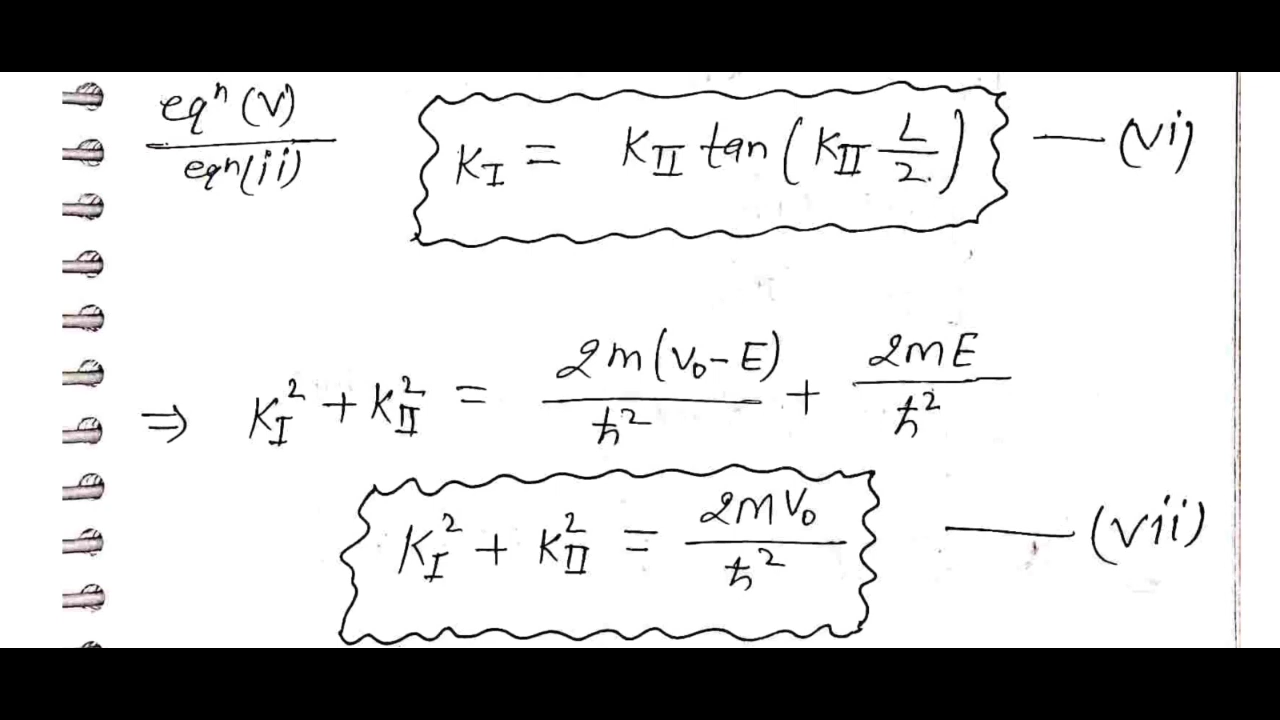 eqⁿ(V) / eqⁿ(ii) K_I = K_II tan(K_II L/2) — (vi)
⇒ K_I² + K_II² = 2m(V₀-E)/ħ² + 2mE/ħ²
K_I² + K_II² = 2mV₀/ħ² — (vii)